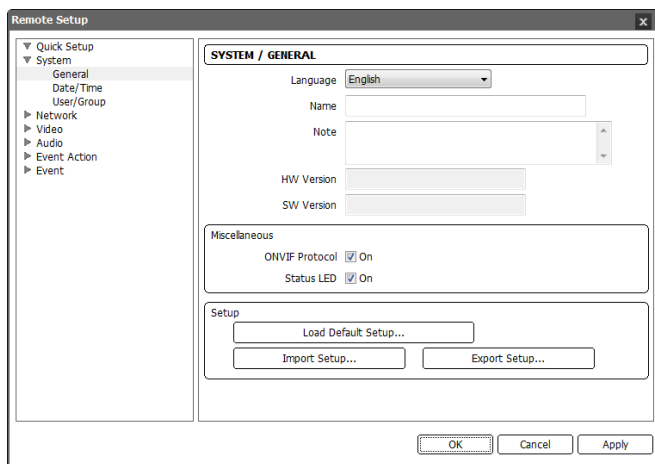 Remote Setup
Quick Setup
System
General
Date/Time
User/Group
Network
Video
Audio
Event Action
Event
SYSTEM / GENERAL
Language English
Name
Note
HW Version
SW Version
Miscellaneous
ONVIF Protocol On
Status LED On
Setup
Load Default Setup...
Import Setup... Export Setup...
OK Cancel Apply